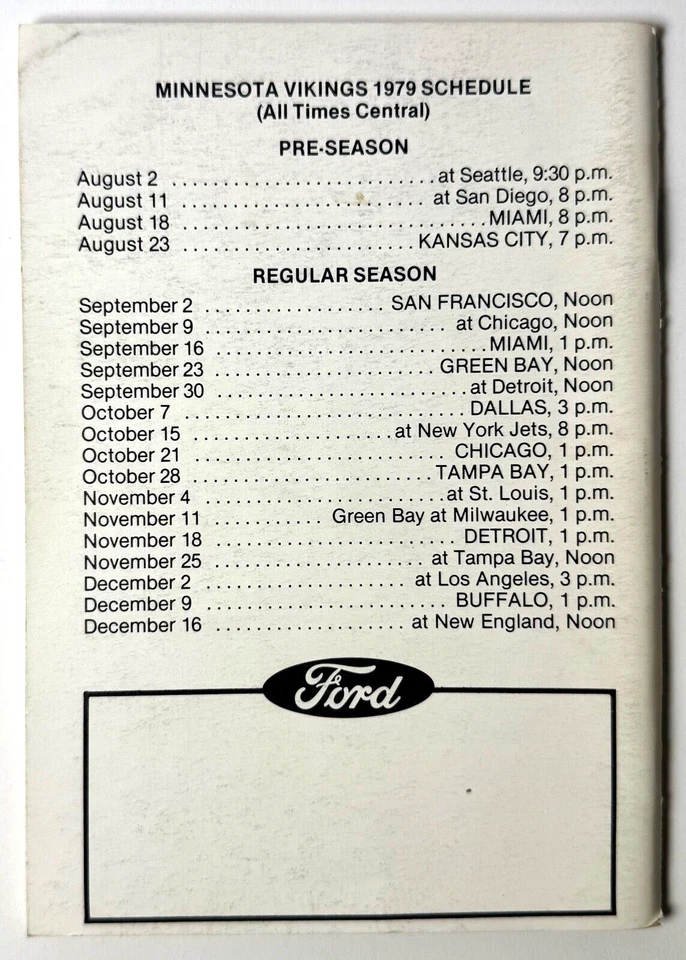 MINNESOTA VIKINGS 1979 SCHEDULE
(All Times Central)
PRE-SEASON
August 2 ........................... at Seattle, 9:30 p.m.
August 11 ........................... at San Diego, 8 p.m.
August 18 ................................ MIAMI, 8 p.m.
August 23 ........................ KANSAS CITY, 7 p.m.
REGULAR SEASON
September 2 .................. SAN FRANCISCO, Noon
September 9 ........................ at Chicago, Noon
September 16 ........................... MIAMI, 1 p.m.
September 23 ...................... GREEN BAY, Noon
September 30 ......................... at Detroit, Noon
October 7 ............................ DALLAS, 3 p.m.
October 15 .................... at New York Jets, 8 p.m.
October 21 ......................... CHICAGO, 1 p.m.
October 28 ........................ TAMPA BAY, 1 p.m.
November 4 ........................ at St. Louis, 1 p.m.
November 11 ........... Green Bay at Milwaukee, 1 p.m.
November 18 ......................... DETROIT, 1 p.m.
November 25 ...................... at Tampa Bay, Noon
December 2 .................... at Los Angeles, 3 p.m.
December 9 ........................ BUFFALO, 1 p.m.
December 16 ................... at New England, Noon
Ford